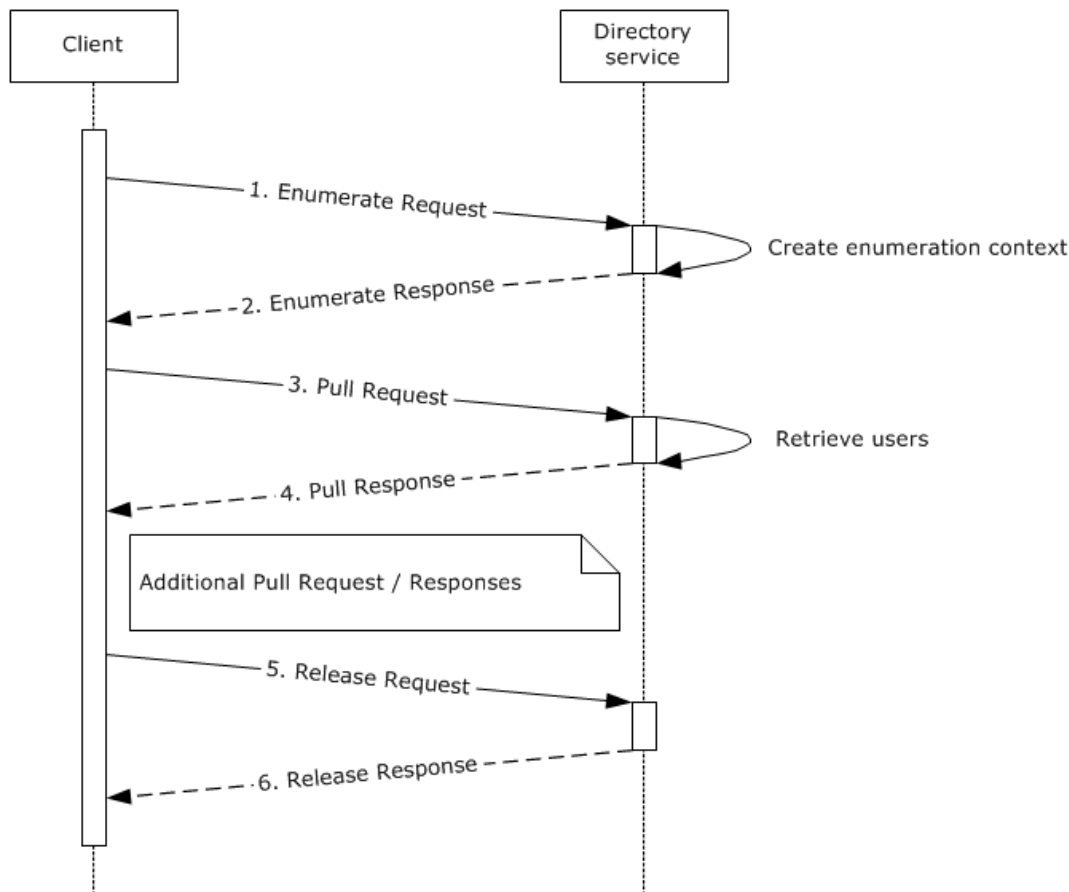 Client
Directory
service
1. Enumerate Request
Create enumeration context
2. Enumerate Response
3. Pull Request
Retrieve users
4. Pull Response
Additional Pull Request / Responses
5. Release Request
6. Release Response